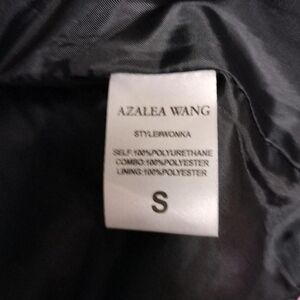 AZALEA WANG
STYLE#WONKA
SELF:100%POLYURETHANE
COMBO:100%POLYESTER
LINING:100%POLYESTER
S